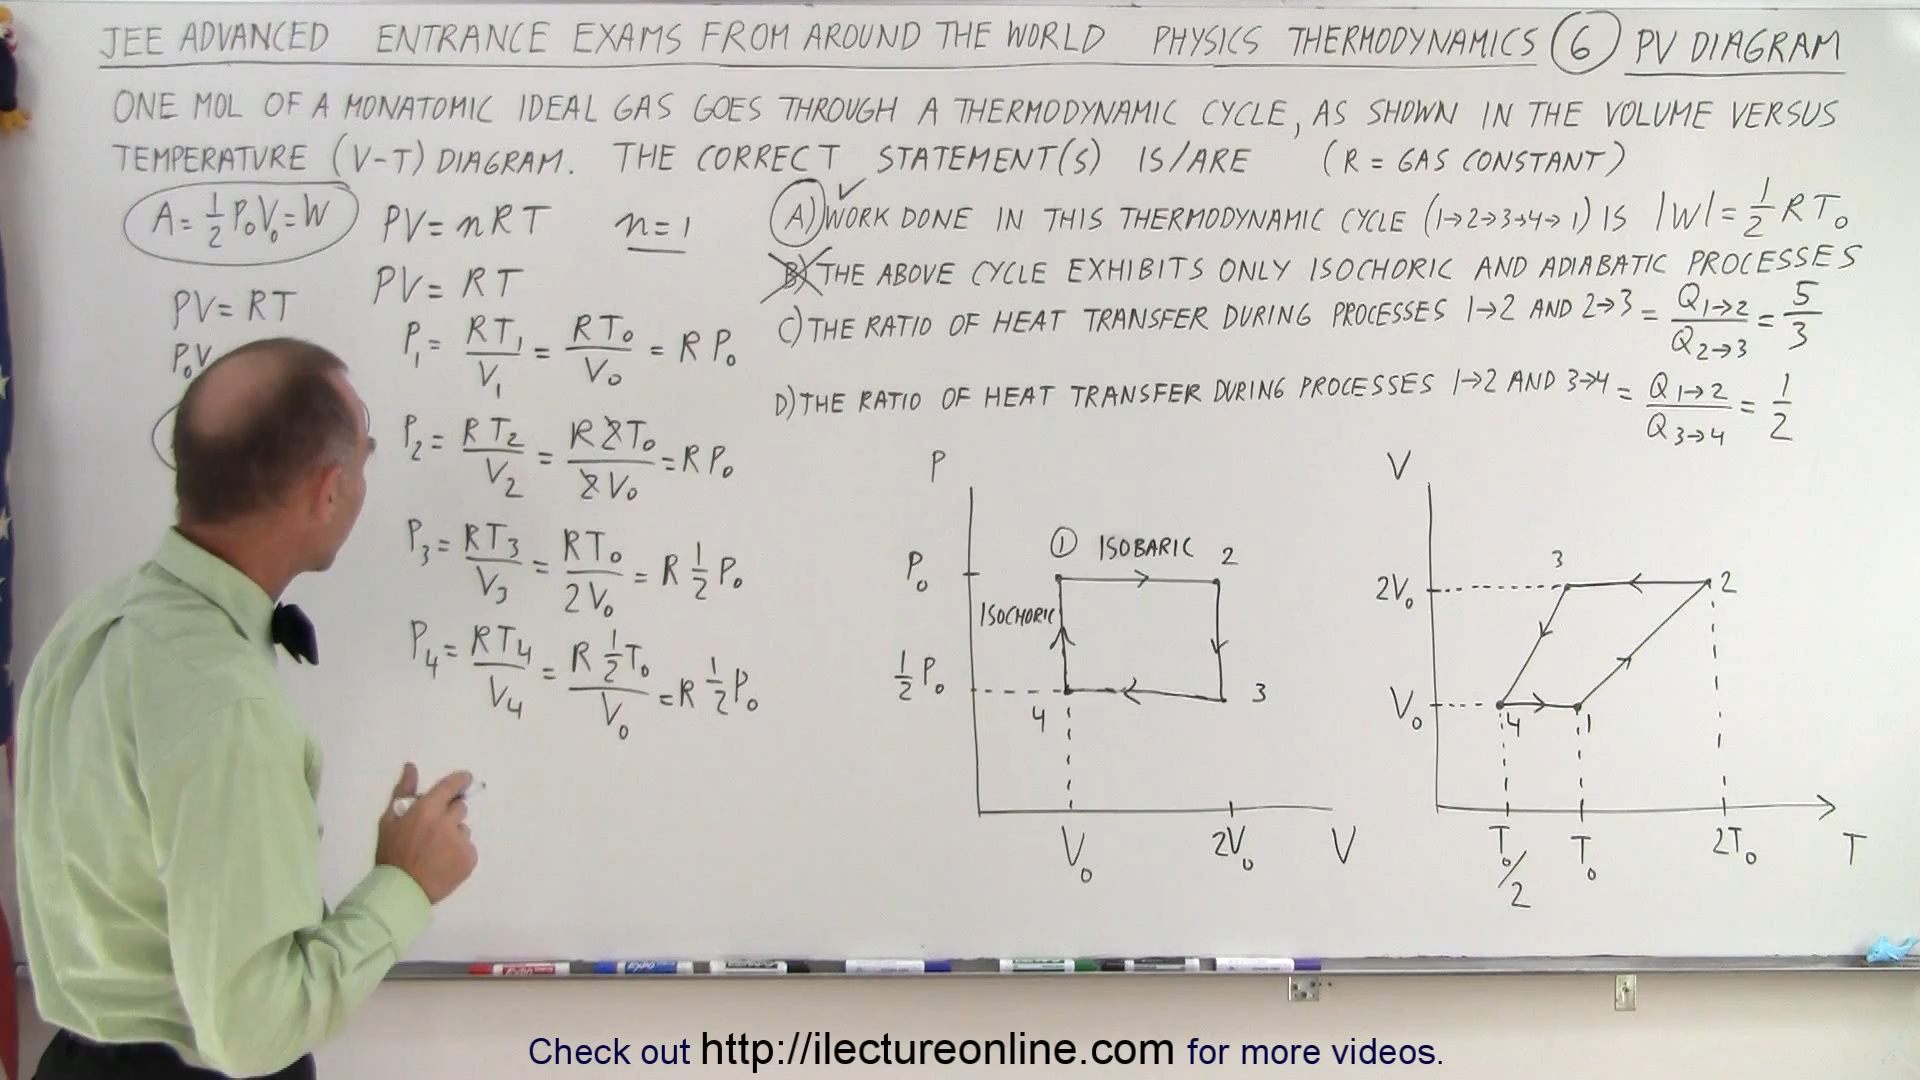 JEE ADVANCED ENTRANCE EXAMS FROM AROUND THE WORLD PHYSICS THERMODYNAMICS 6 PV DIAGRAM
ONE MOL OF A MONATOMIC IDEAL GAS GOES THROUGH A THERMODYNAMIC CYCLE, AS SHOWN IN THE VOLUME VERSUS
TEMPERATURE (V-T) DIAGRAM. THE CORRECT STATEMENT(S) IS/ARE (R = GAS CONSTANT)
A = 1/2 P₀V₀ = W
PV = nRT n = 1
PV = RT
PV = RT
P₀V
P₁ = RT₁/V₁ = RT₀/V₀ = R P₀
P₂ = RT₂/V₂ = R2T₀/2V₀ = R P₀
P₃ = RT₃/V₃ = RT₀/2V₀ = R 1/2 P₀
P₄ = RT₄/V₄ = R 1/2 T₀/V₀ = R 1/2 P₀
A) ✓ WORK DONE IN THIS THERMODYNAMIC CYCLE (1→2→3→4→1) IS |W| = 1/2 RT₀
B) THE ABOVE CYCLE EXHIBITS ONLY ISOCHORIC AND ADIABATIC PROCESSES
C) THE RATIO OF HEAT TRANSFER DURING PROCESSES 1→2 AND 2→3 = Q₁→₂/Q₂→₃ = 5/3
D) THE RATIO OF HEAT TRANSFER DURING PROCESSES 1→2 AND 3→4 = Q₁→₂/Q₃→₄ = 1/2
P
① ISOBARIC 2
P₀
ISOCHORIC
1/2 P₀
4 3
V₀ 2V₀ V
V
3 2
2V₀
V₀
4 1
T₀/2 T₀ 2T₀ T
EXPO
Check out http://ilectureonline.com for more videos.